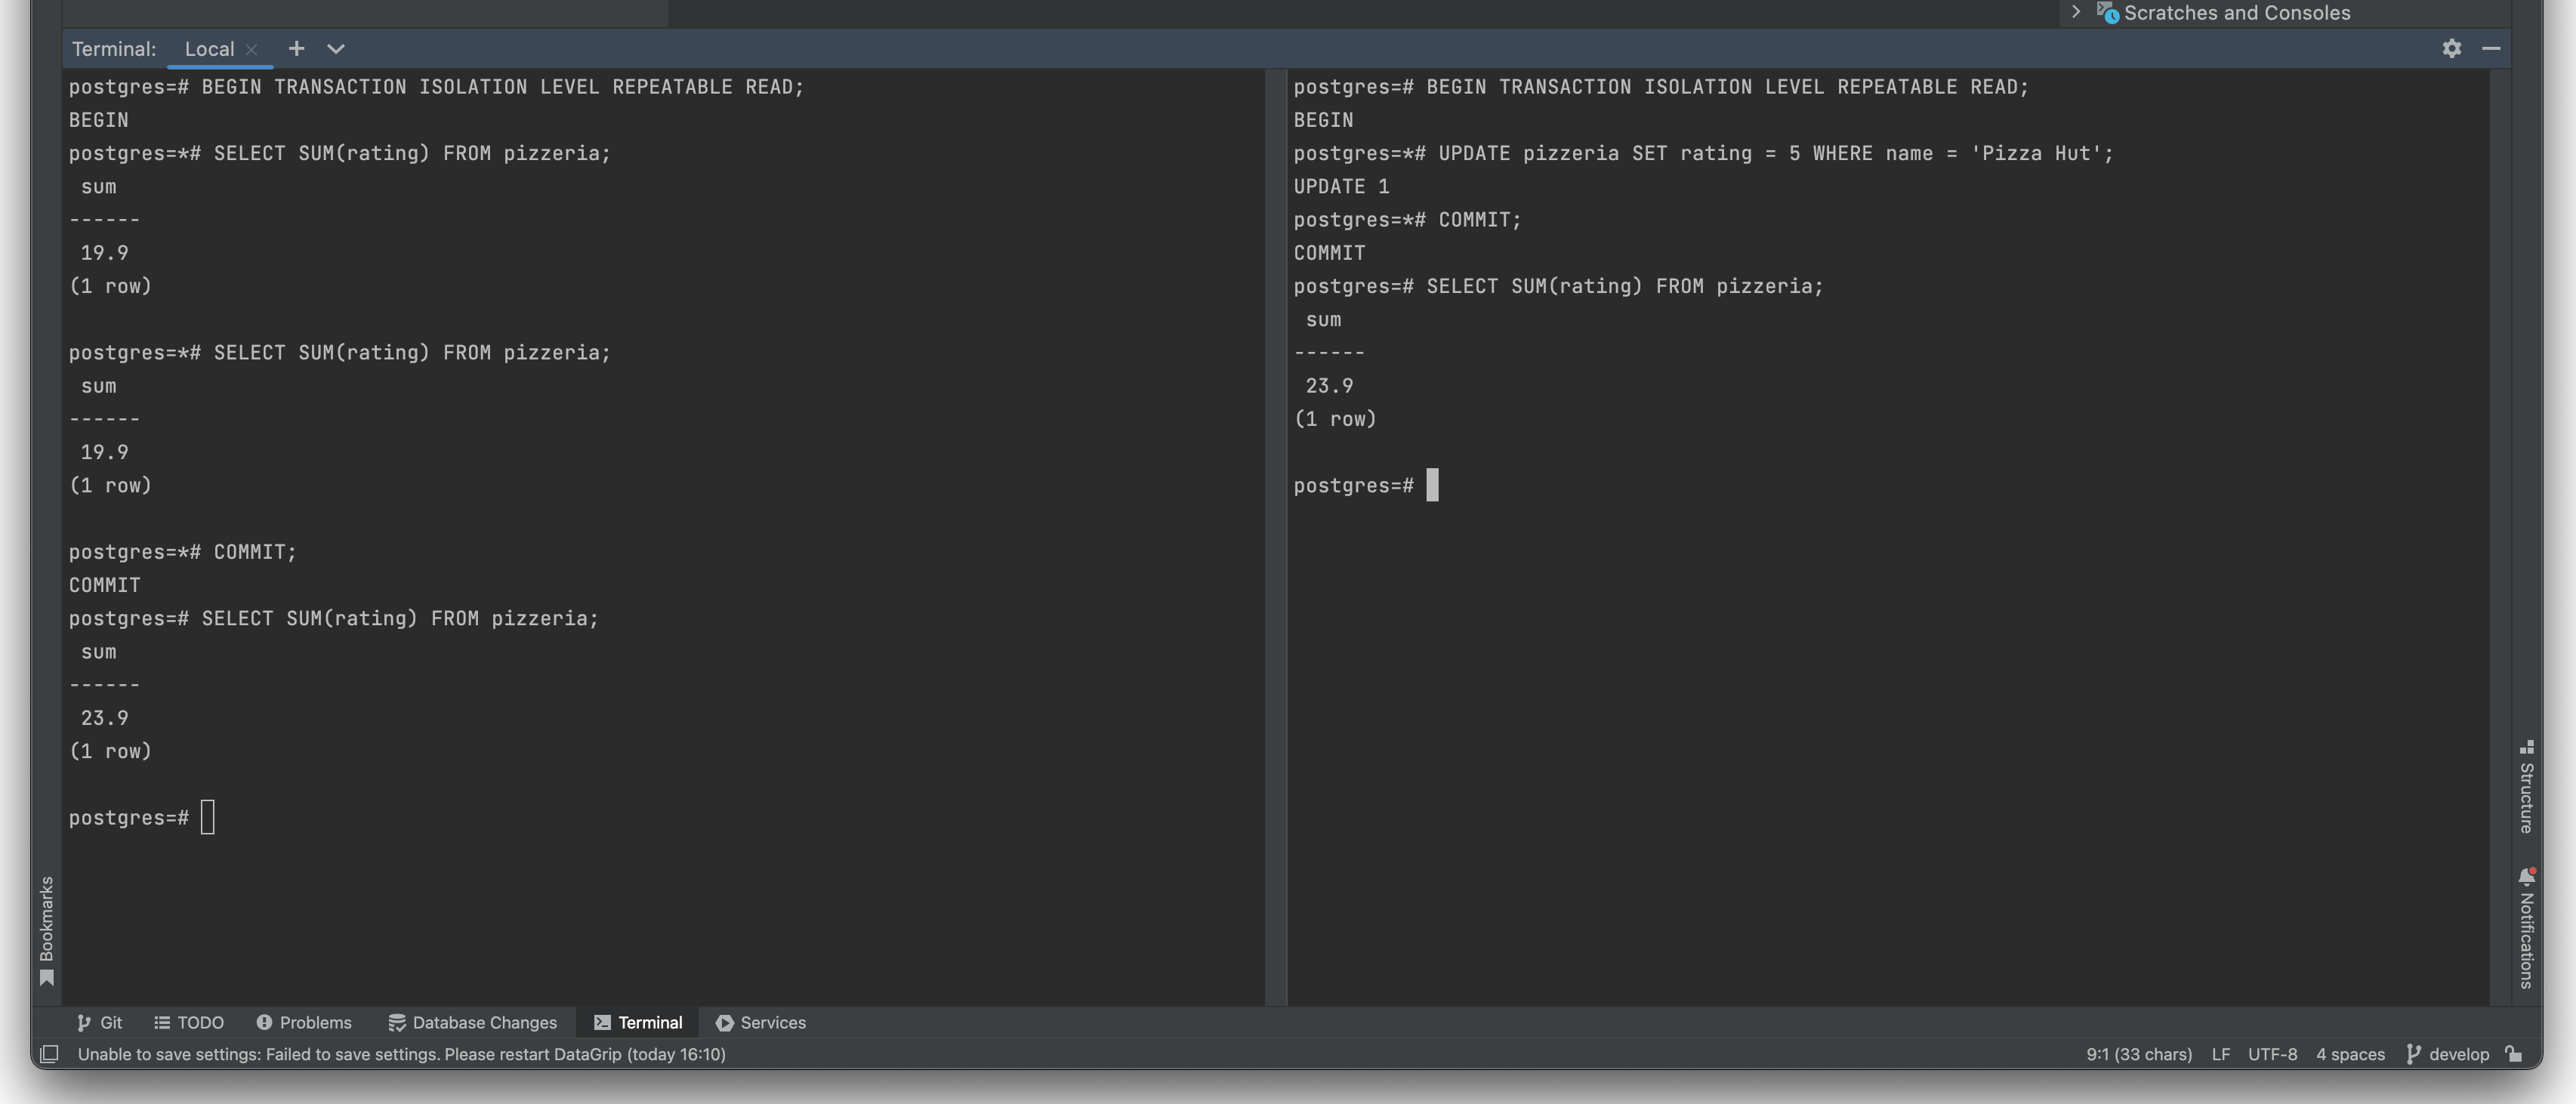 Scratches and Consoles
Terminal: Local
postgres=# BEGIN TRANSACTION ISOLATION LEVEL REPEATABLE READ;
BEGIN
postgres=*# SELECT SUM(rating) FROM pizzeria;
sum
------
19.9
(1 row)
postgres=*# SELECT SUM(rating) FROM pizzeria;
sum
------
19.9
(1 row)
postgres=*# COMMIT;
COMMIT
postgres=# SELECT SUM(rating) FROM pizzeria;
sum
------
23.9
(1 row)
postgres=#
postgres=# BEGIN TRANSACTION ISOLATION LEVEL REPEATABLE READ;
BEGIN
postgres=*# UPDATE pizzeria SET rating = 5 WHERE name = 'Pizza Hut';
UPDATE 1
postgres=*# COMMIT;
COMMIT
postgres=# SELECT SUM(rating) FROM pizzeria;
sum
------
23.9
(1 row)
postgres=#
Structure
Notifications
Bookmarks
Git TODO Problems Database Changes Terminal Services
Unable to save settings: Failed to save settings. Please restart DataGrip (today 16:10)
9:1 (33 chars) LF UTF-8 4 spaces develop